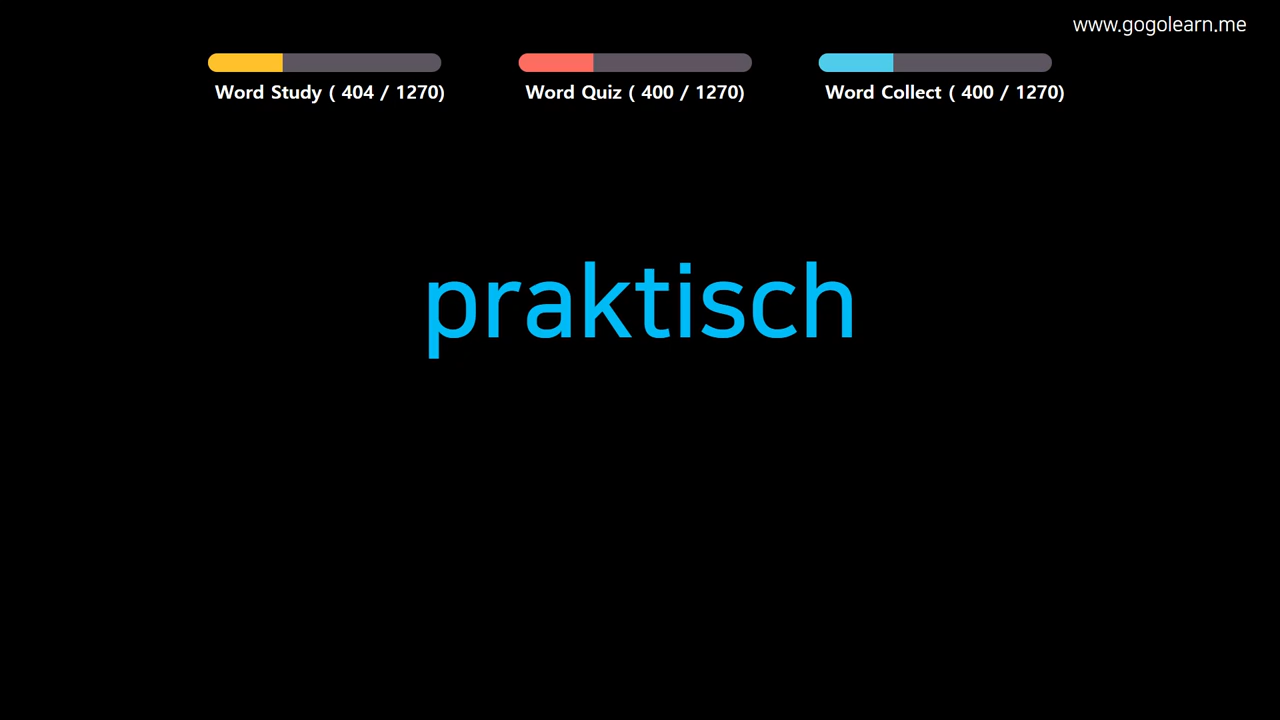 www.gogolearn.me
Word Study ( 404 / 1270)
Word Quiz ( 400 / 1270)
Word Collect ( 400 / 1270)
praktisch